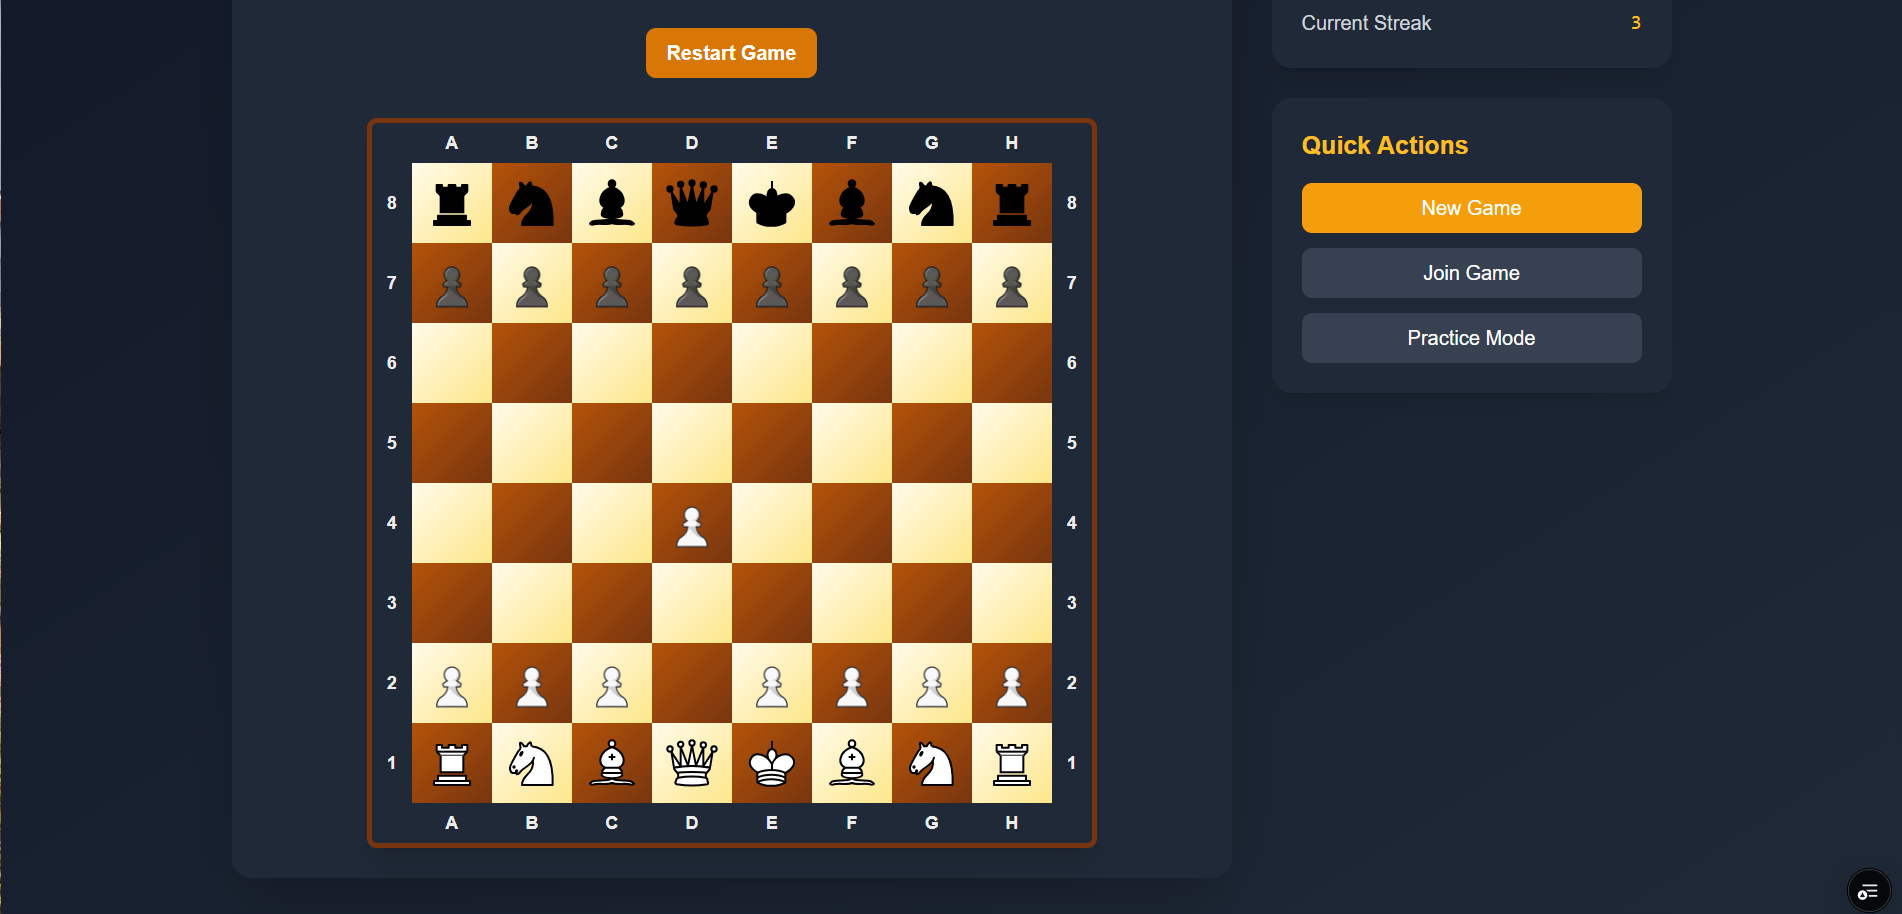 Current Streak 3
Restart Game
Quick Actions
New Game
Join Game
Practice Mode
A B C D E F G H
8 8
7 7
6 6
5 5
4 4
3 3
2 2
1 1
A B C D E F G H